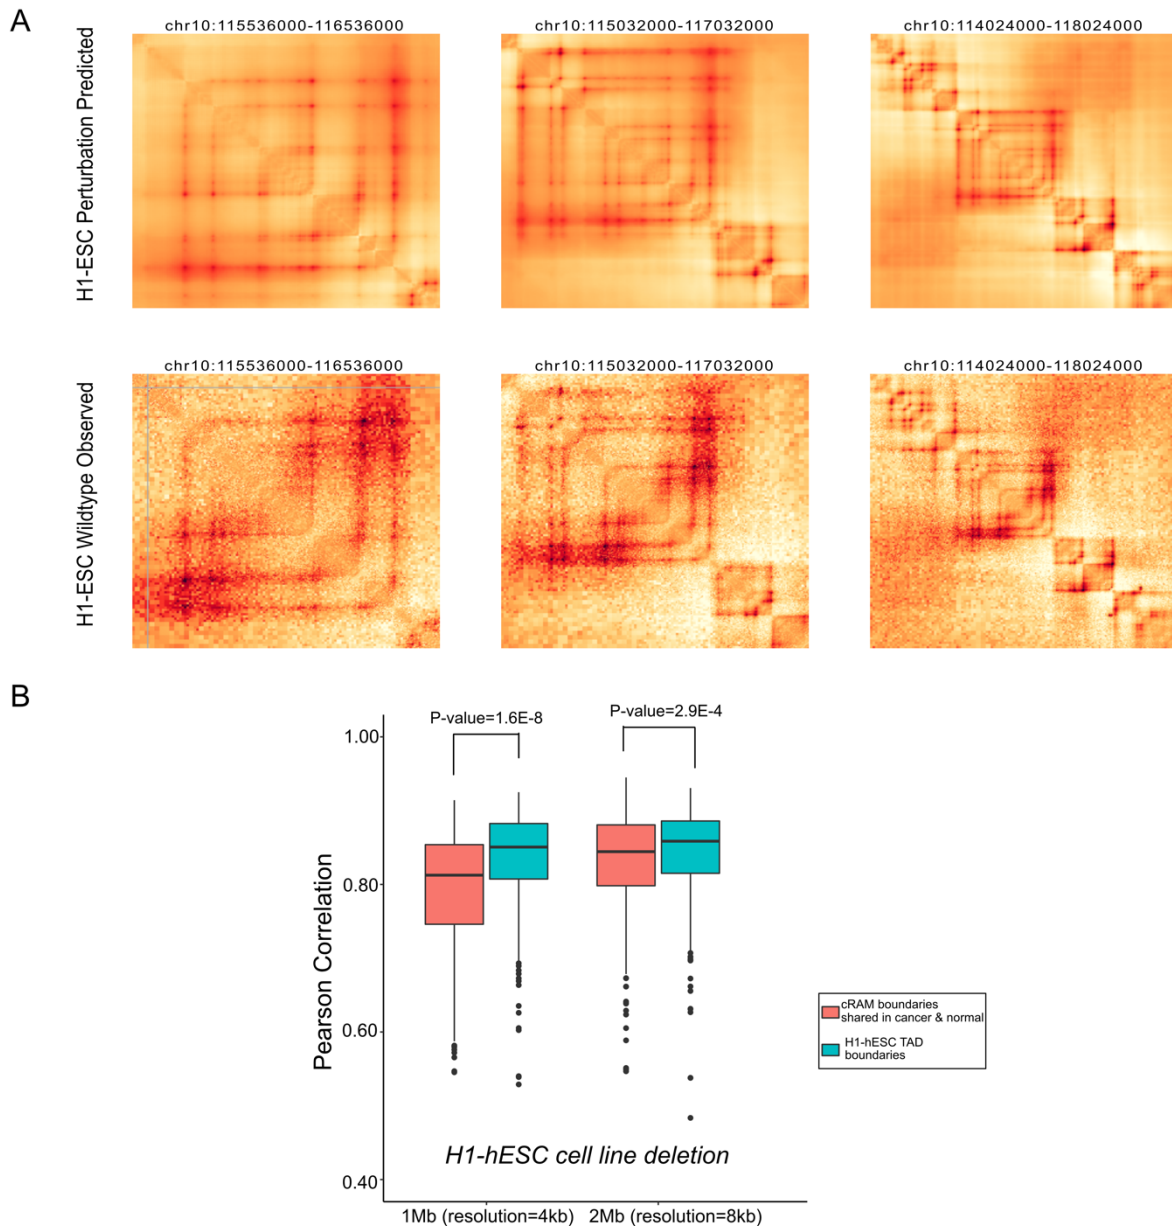 A
chr10:115536000-116536000
chr10:115032000-117032000
chr10:114024000-118024000
H1-ESC Perturbation Predicted
chr10:115536000-116536000
chr10:115032000-117032000
chr10:114024000-118024000
H1-ESC Wildtype Observed
B
P-value=1.6E-8
P-value=2.9E-4
Pearson Correlation
1.00
0.80
0.60
0.40
cRAM boundaries
shared in cancer & normal
H1-hESC TAD
boundaries
H1-hESC cell line deletion
1Mb (resolution=4kb)
2Mb (resolution=8kb)